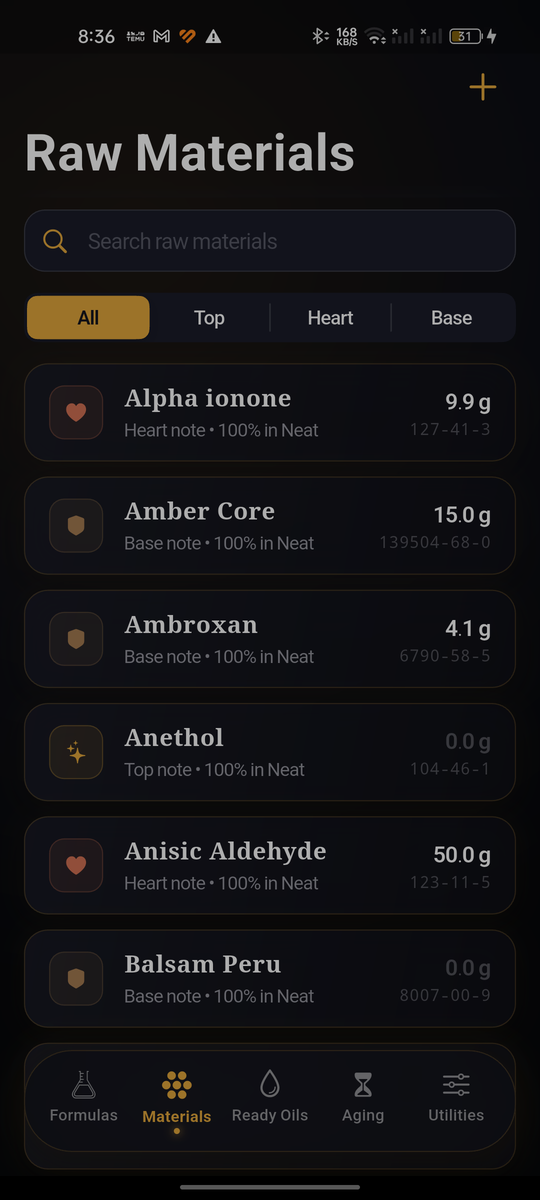 8:36
TEMU
168
KB/S
31
Raw Materials
Search raw materials
All Top Heart Base
Alpha ionone 9.9 g
Heart note • 100% in Neat 127-41-3
Amber Core 15.0 g
Base note • 100% in Neat 139504-68-0
Ambroxan 4.1 g
Base note • 100% in Neat 6790-58-5
Anethol 0.0 g
Top note • 100% in Neat 104-46-1
Anisic Aldehyde 50.0 g
Heart note • 100% in Neat 123-11-5
Balsam Peru 0.0 g
Base note • 100% in Neat 8007-00-9
Formulas Materials Ready Oils Aging Utilities